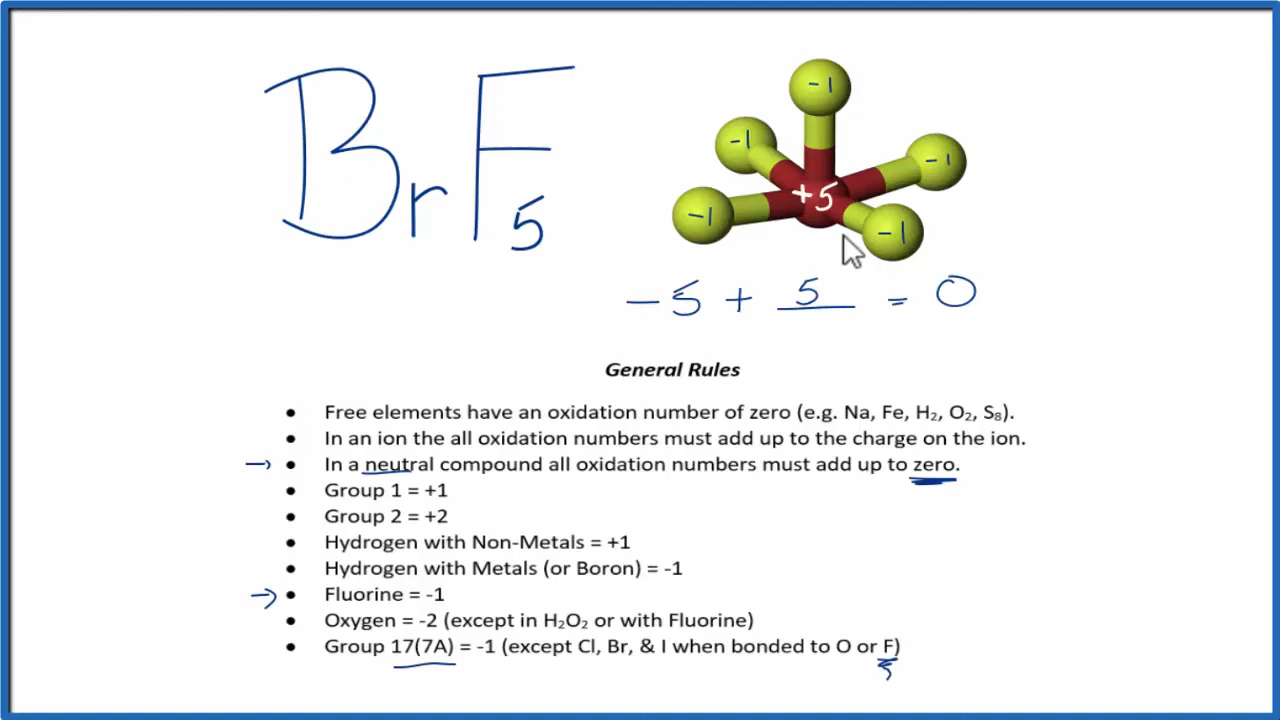 BrF₅
-1
-1
-1
-1
+5
-1
-5 + 5 = 0
General Rules
• Free elements have an oxidation number of zero (e.g. Na, Fe, H₂, O₂, S₈).
• In an ion the all oxidation numbers must add up to the charge on the ion.
→ • In a neutral compound all oxidation numbers must add up to zero.
• Group 1 = +1
• Group 2 = +2
• Hydrogen with Non-Metals = +1
• Hydrogen with Metals (or Boron) = -1
→ • Fluorine = -1
• Oxygen = -2 (except in H₂O₂ or with Fluorine)
• Group 17(7A) = -1 (except Cl, Br, & I when bonded to O or F)